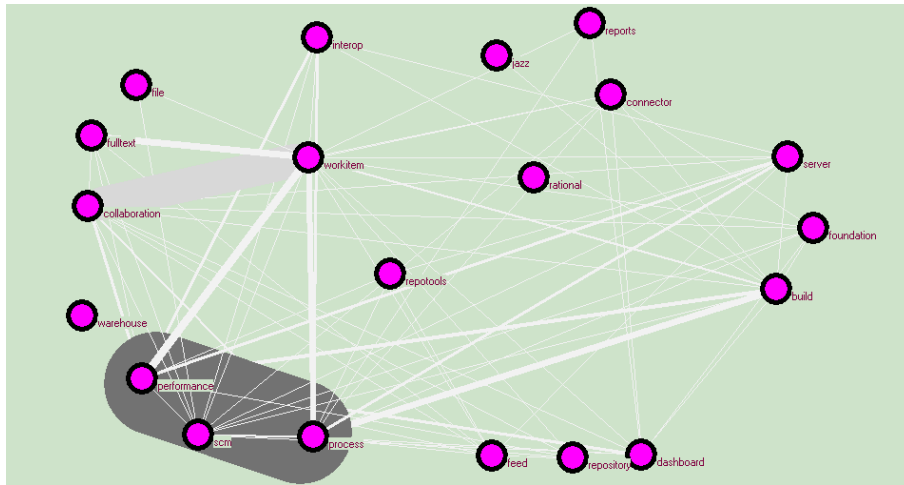 reports
interop
jazz
file
connector
fulltext
workitem
server
rational
collaboration
foundation
repotools
build
warehouse
performance
scm
process
feed
repository
dashboard